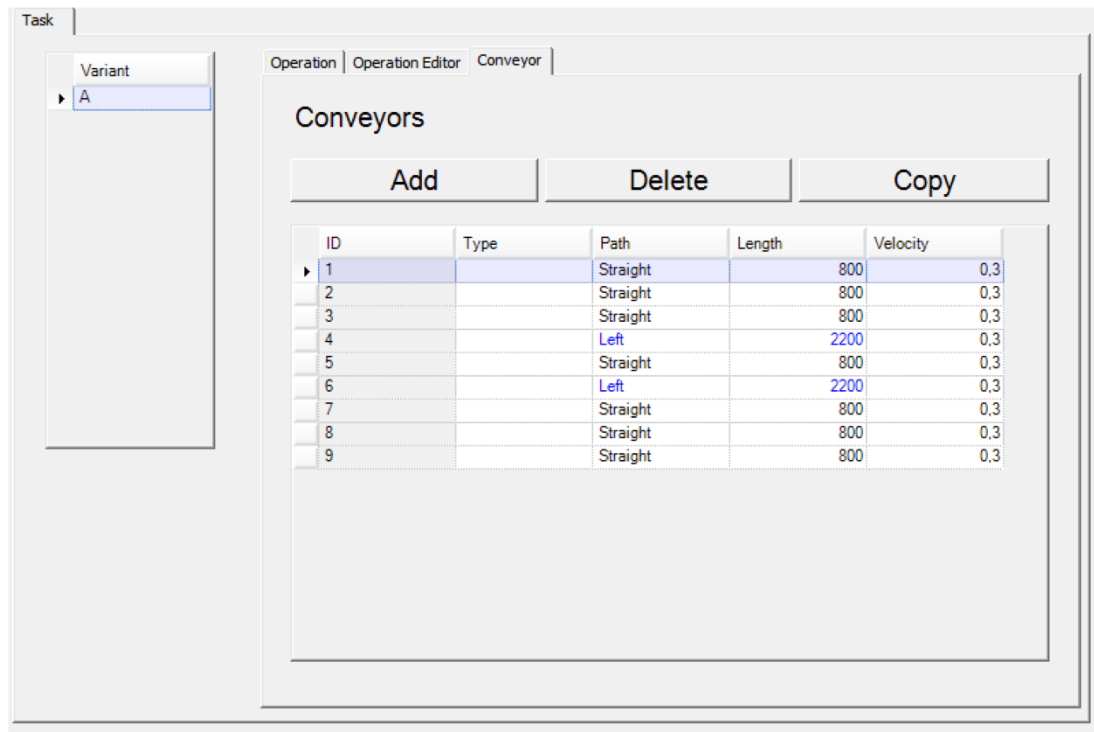 Task
Variant
A
Operation Operation Editor Conveyor
Conveyors
Add Delete Copy
ID Type Path Length Velocity
1 Straight 800 0,3
2 Straight 800 0,3
3 Straight 800 0,3
4 Left 2200 0,3
5 Straight 800 0,3
6 Left 2200 0,3
7 Straight 800 0,3
8 Straight 800 0,3
9 Straight 800 0,3